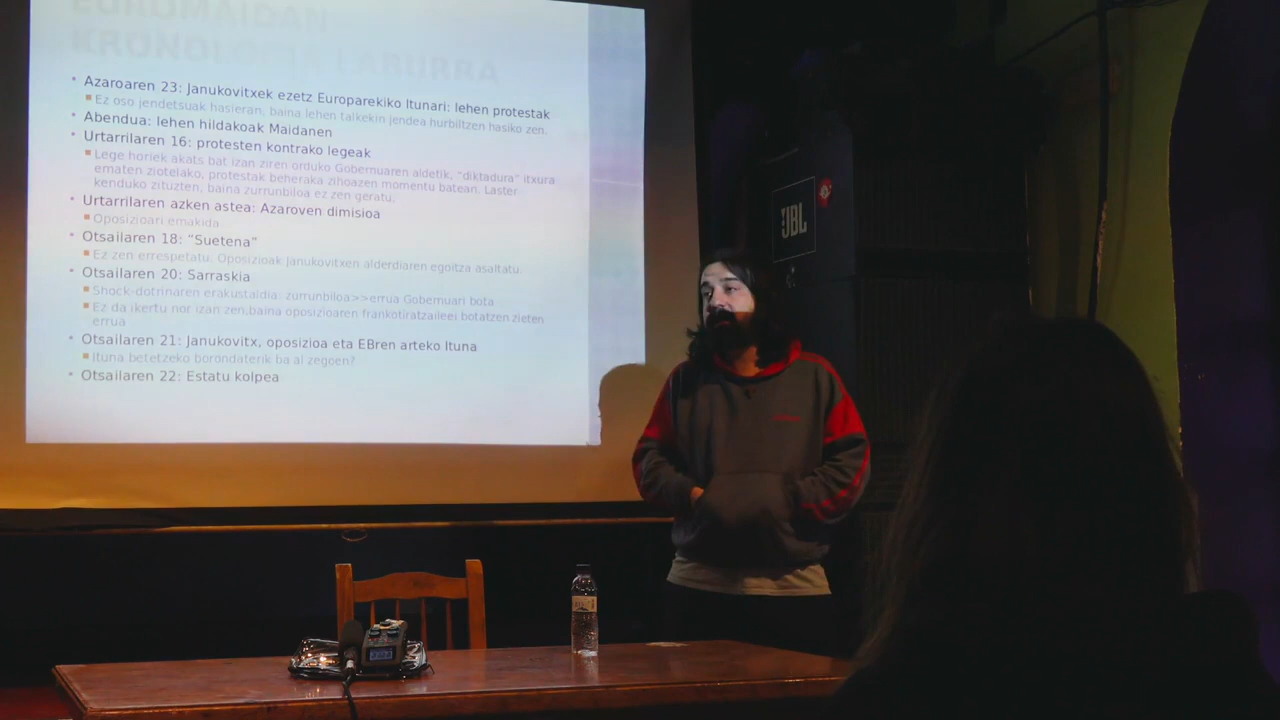 EUROMAIDAN
KRONOLOGIA LABURRA
Azaroaren 23: Janukovitxek ezetz Europarekiko Itunari: lehen protestak
Ez oso jendetsuak hasieran, baina lehen talkekin jendea hurbiltzen hasiko zen.
Abendua: lehen hildakoak Maidanen
Urtarrilaren 16: protesten kontrako legeak
Lege horiek akats bat izan ziren orduko Gobernuaren aldetik, "diktadura" itxura
ematen ziotelako, protestak beheraka zihoazen momentu batean. Laster
kenduko zituzten, baina zurrunbiloa ez zen geratu.
Urtarrilaren azken astea: Azaroven dimisioa
Oposizioari emakida...
Otsailaren 18: "Suetena"
Ez zen errespetatu. Oposizioak Janukovitxen alderdiaren egoitza asaltatu.
Otsailaren 20: Sarraskia
Shock-dotrinaren erakustaldia: zurrunbiloa>>errua Gobernuari bota
Ez da ikertu nor izan zen,baina oposizioaren frankotiratzaileei botatzen zieten
errua
Otsailaren 21: Janukovitx, oposizioa eta EBren arteko Ituna
Ituna betetzeko borondaterik ba al zegoen?
Otsailaren 22: Estatu kolpea
JBL